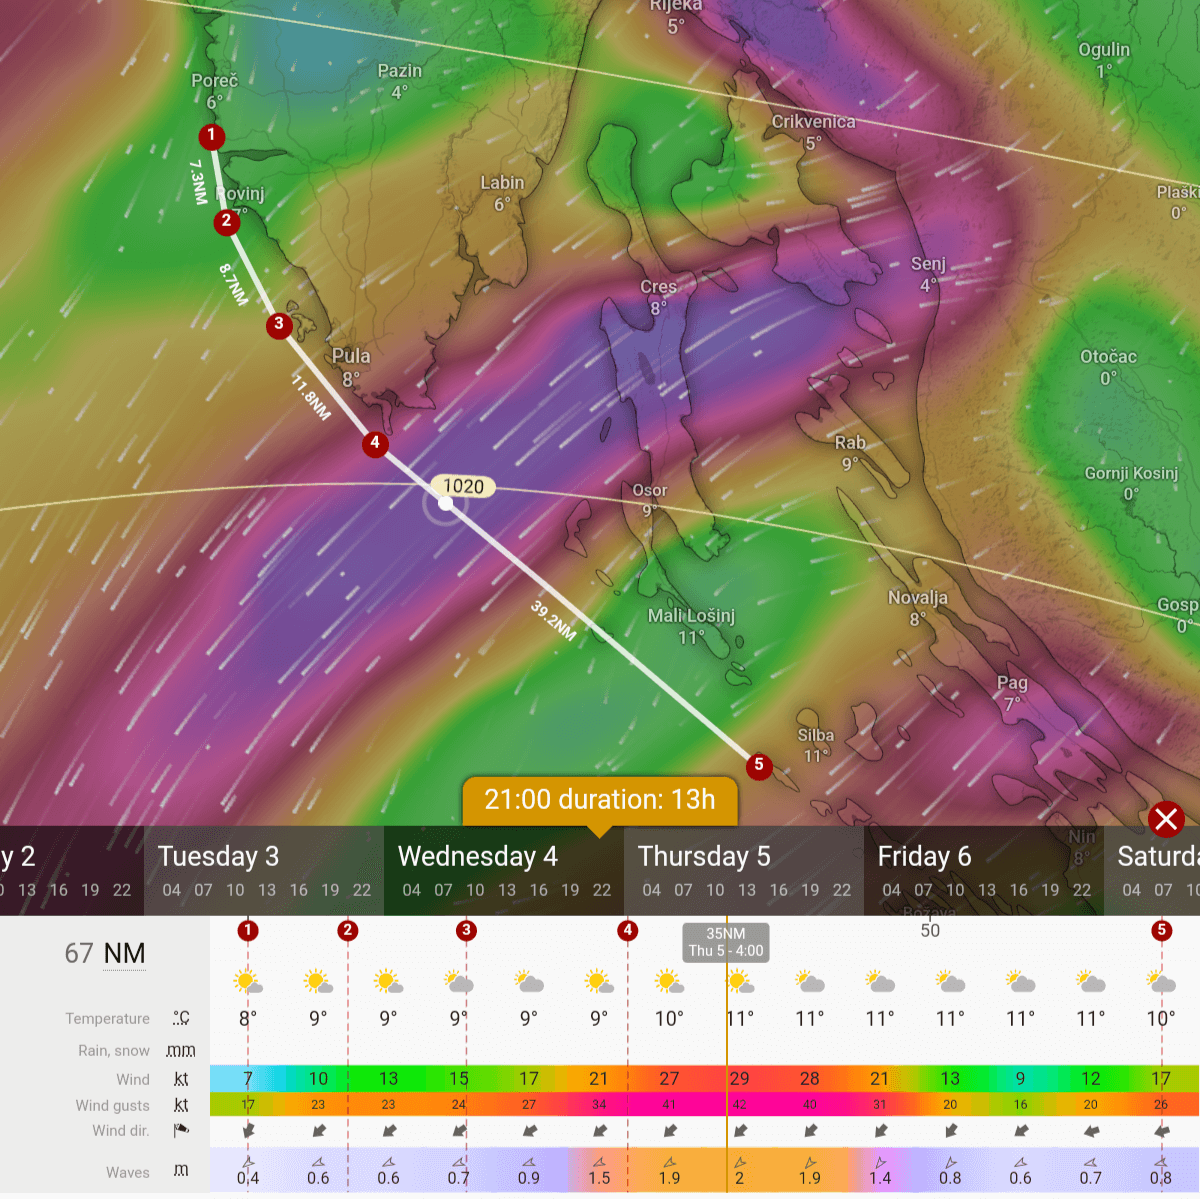 Rijeka
5°
Ogulin
1°
Pazin
4°
Poreč
6°
Crikvenica
5°
1
7.3NM
Labin
6°
Rovinj
7°
Plaški
0°
2
8.7NM
Senj
4°
Cres
8°
3
Pula
8°
Otočac
0°
11.8NM
4
Rab
9°
Gornji Kosinj
0°
1020
Osor
9°
39.2NM
Mali Lošinj
11°
Novalja
8°
Gosp
0°
Pag
7°
Silba
11°
5
21:00 duration: 13h
Nin
8°
y 2 Tuesday 3 Wednesday 4 Thursday 5 Friday 6 Saturda
0 13 16 19 22 04 07 10 13 16 19 22 04 07 10 13 16 19 22 04 07 10 13 16 19 22 04 07 10 13 16 19 22 04 07 10
Božava
1 2 3 4 35NM 50 5
Thu 5 - 4:00
67 NM
Temperature °C 8° 9° 9° 9° 9° 9° 10° 11° 11° 11° 11° 11° 11° 10°
Rain, snow mm
Wind kt 7 10 13 15 17 21 27 29 28 21 13 9 12 17
Wind gusts kt 17 23 23 24 27 34 41 42 40 31 20 16 20 26
Wind dir.
Waves m 0.4 0.6 0.6 0.7 0.9 1.5 1.9 2 1.9 1.4 0.8 0.6 0.7 0.8